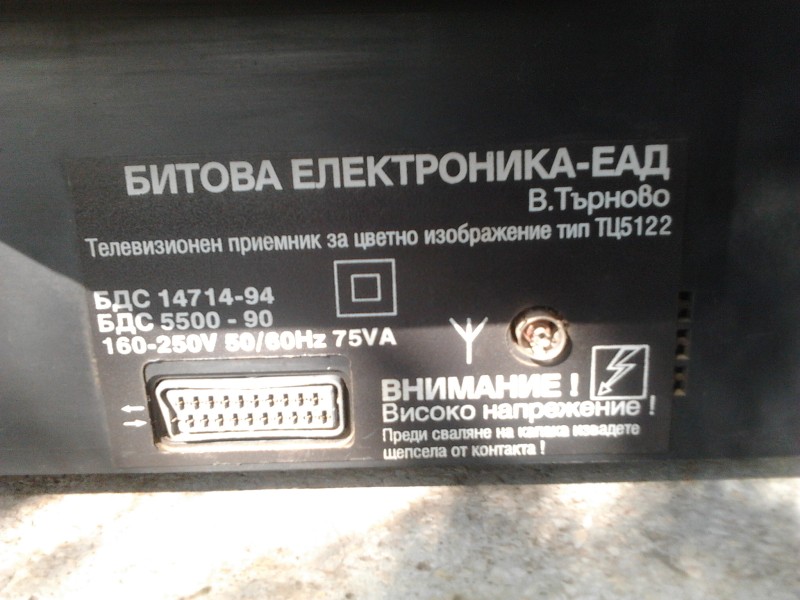 БИТОВА ЕЛЕКТРОНИКА-ЕАД
В.Търново
Телевизионен приемник за цветно изображение тип ТЦ5122
БДС 14714-94
БДС 5500 - 90
160-250V 50/60Hz 75VA
ВНИМАНИЕ !
Високо напрежение !
Преди сваляне на капака извадете
щепсела от контакта !